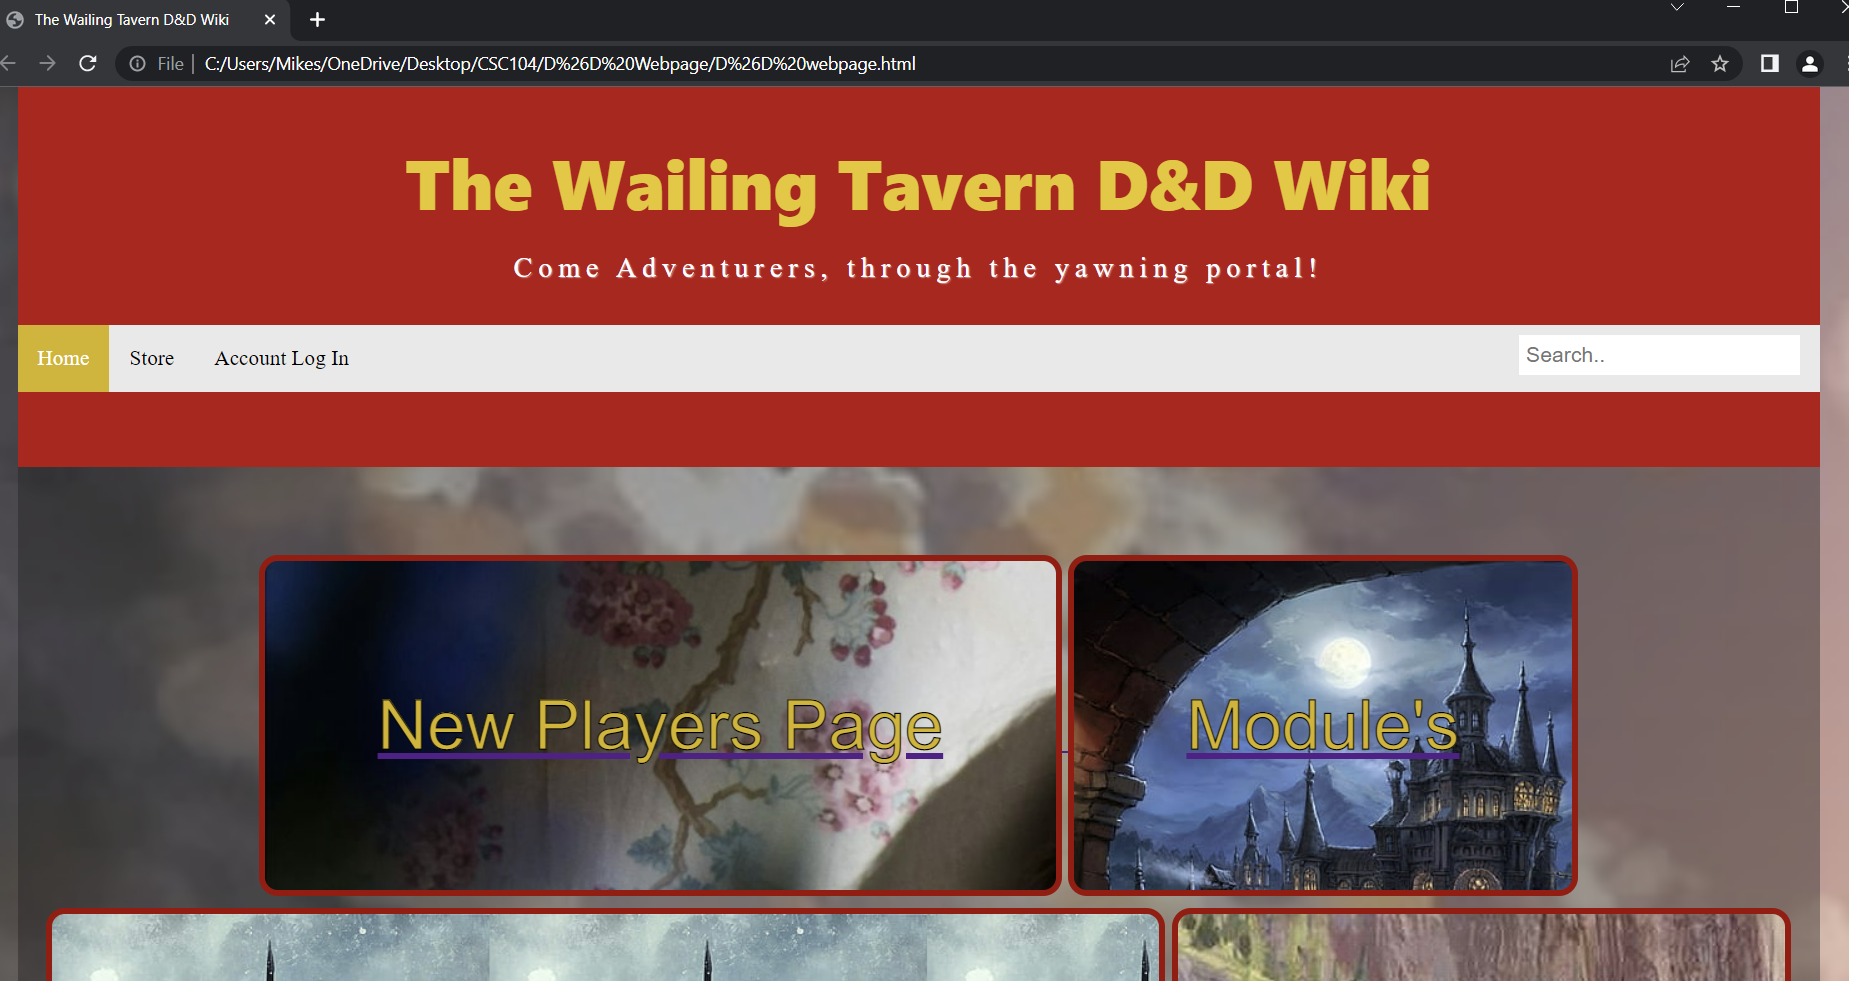 The Wailing Tavern D&D Wiki
File | C:/Users/Mikes/OneDrive/Desktop/CSC104/D%26D%20Webpage/D%26D%20webpage.html
The Wailing Tavern D&D Wiki
Come Adventurers, through the yawning portal!
Home Store Account Log In Search..
New Players Page Module's